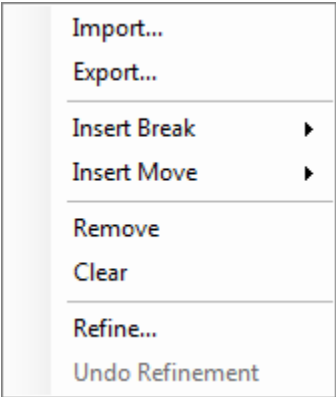 Import...
Export...
Insert Break
Insert Move
Remove
Clear
Refine...
Undo Refinement